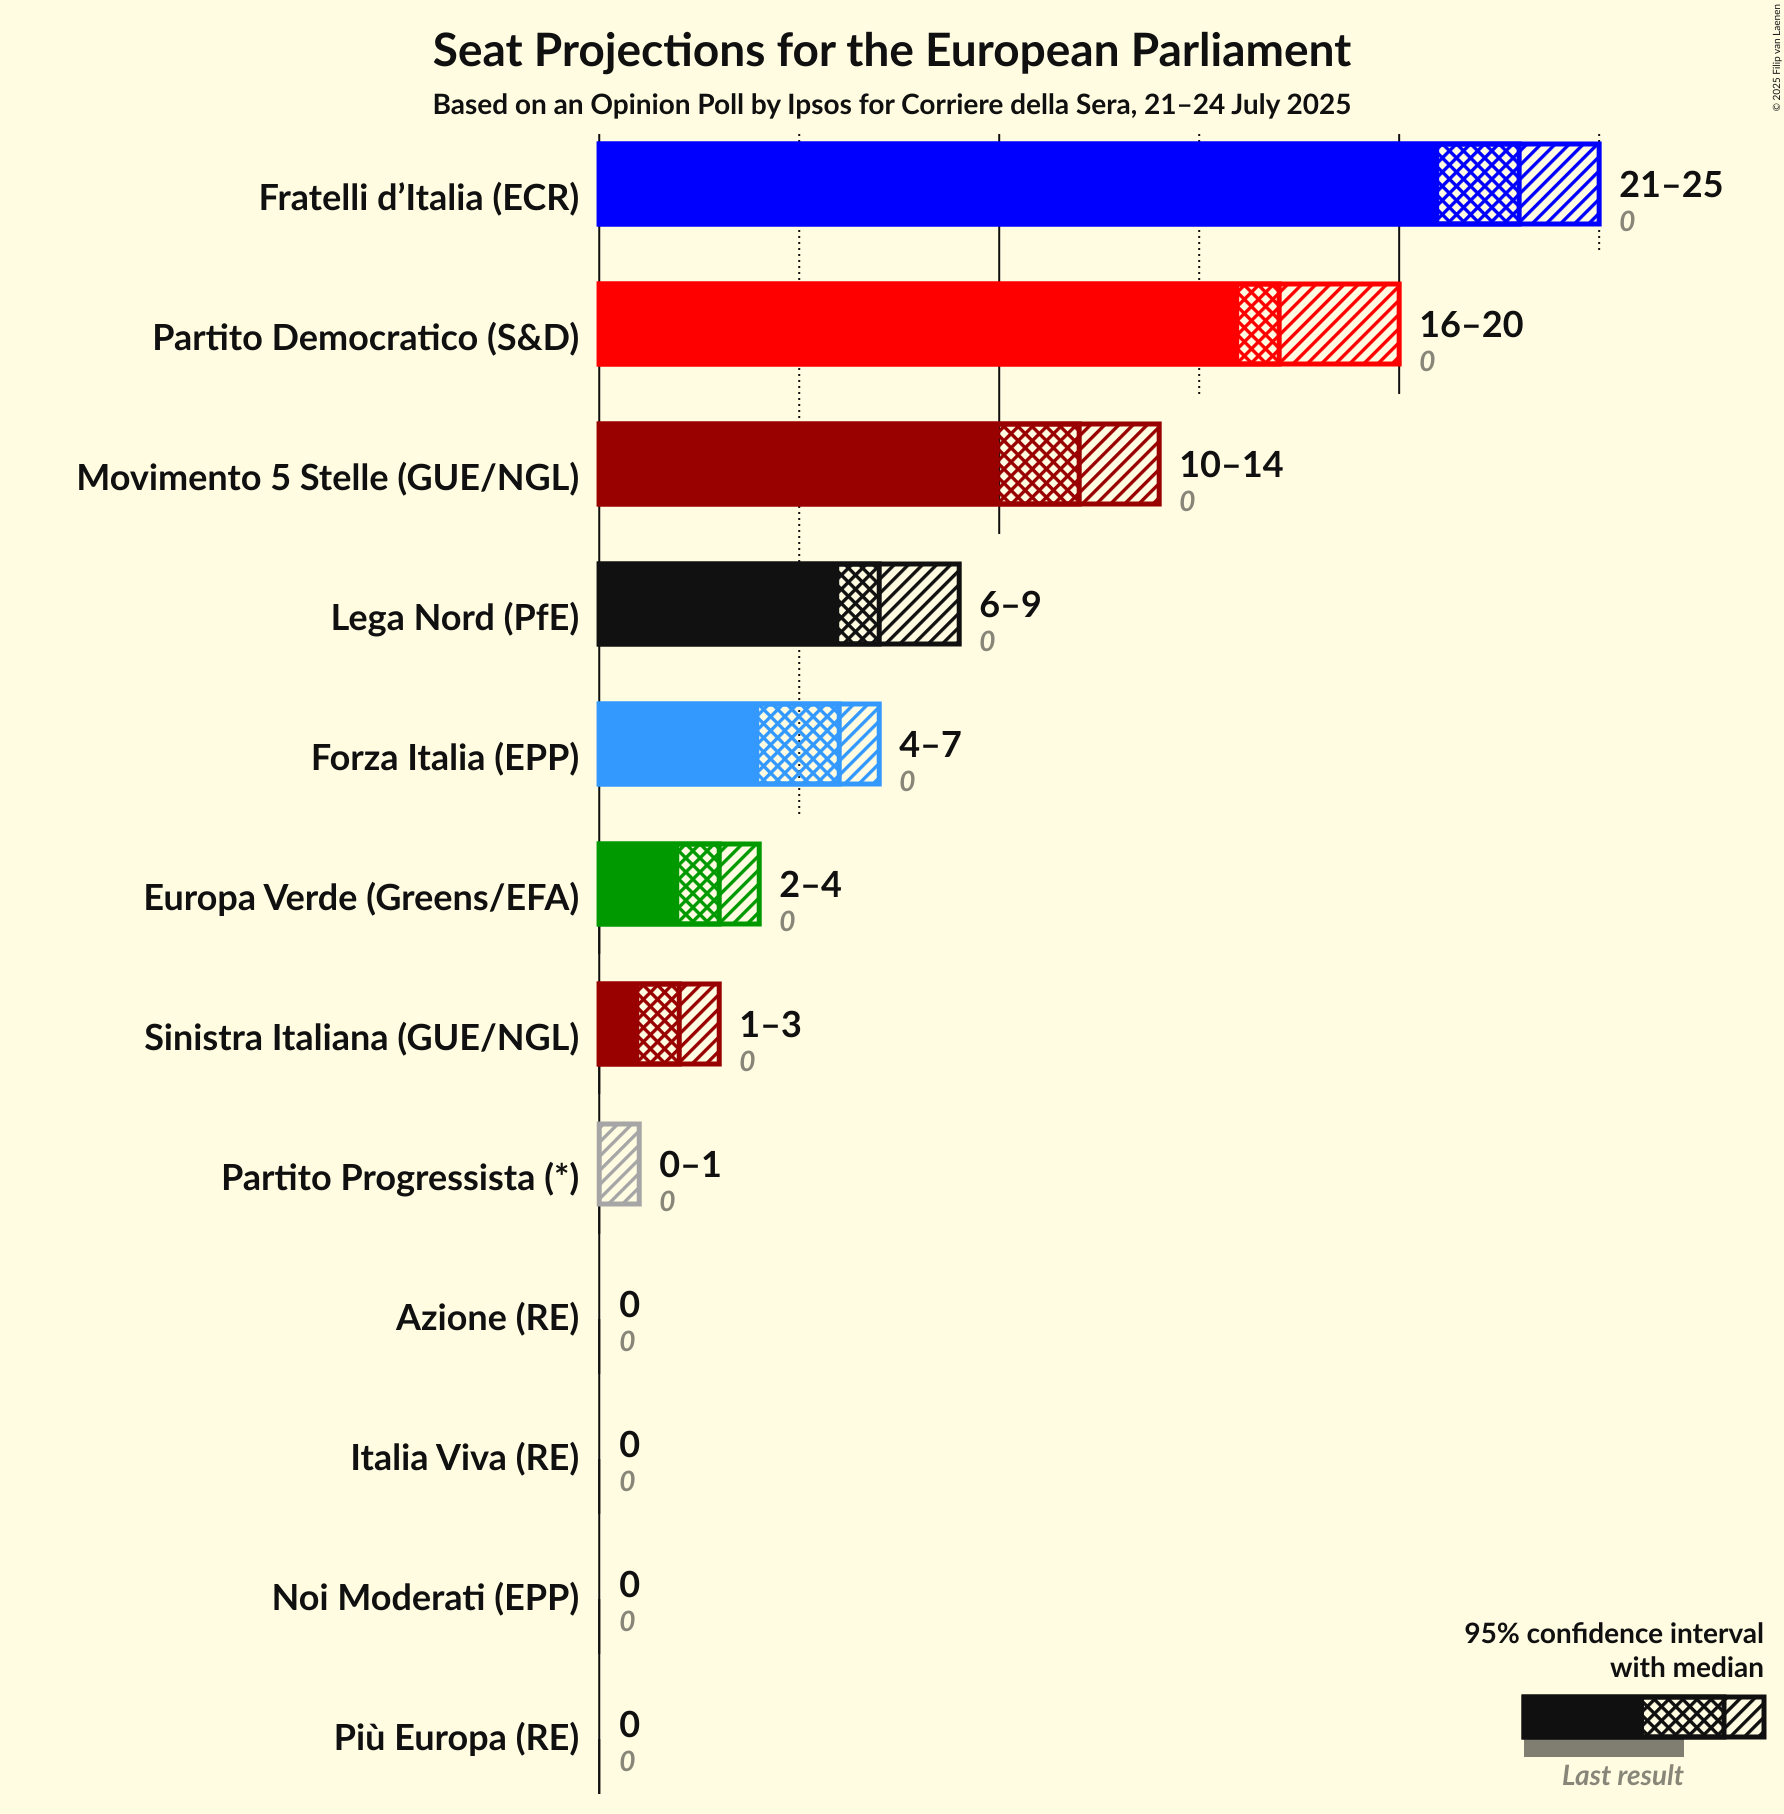 Seat Projections for the European Parliament
Based on an Opinion Poll by Ipsos for Corriere della Sera, 21–24 July 2025
© 2025 Filip van Laenen
Fratelli d’Italia (ECR)
21–25
0
Partito Democratico (S&D)
16–20
0
Movimento 5 Stelle (GUE/NGL)
10–14
0
Lega Nord (PfE)
6–9
0
Forza Italia (EPP)
4–7
0
Europa Verde (Greens/EFA)
2–4
0
Sinistra Italiana (GUE/NGL)
1–3
0
Partito Progressista (*)
0–1
0
Azione (RE)
0
0
Italia Viva (RE)
0
0
Noi Moderati (EPP)
0
0
Più Europa (RE)
0
0
95% confidence interval
with median
Last result